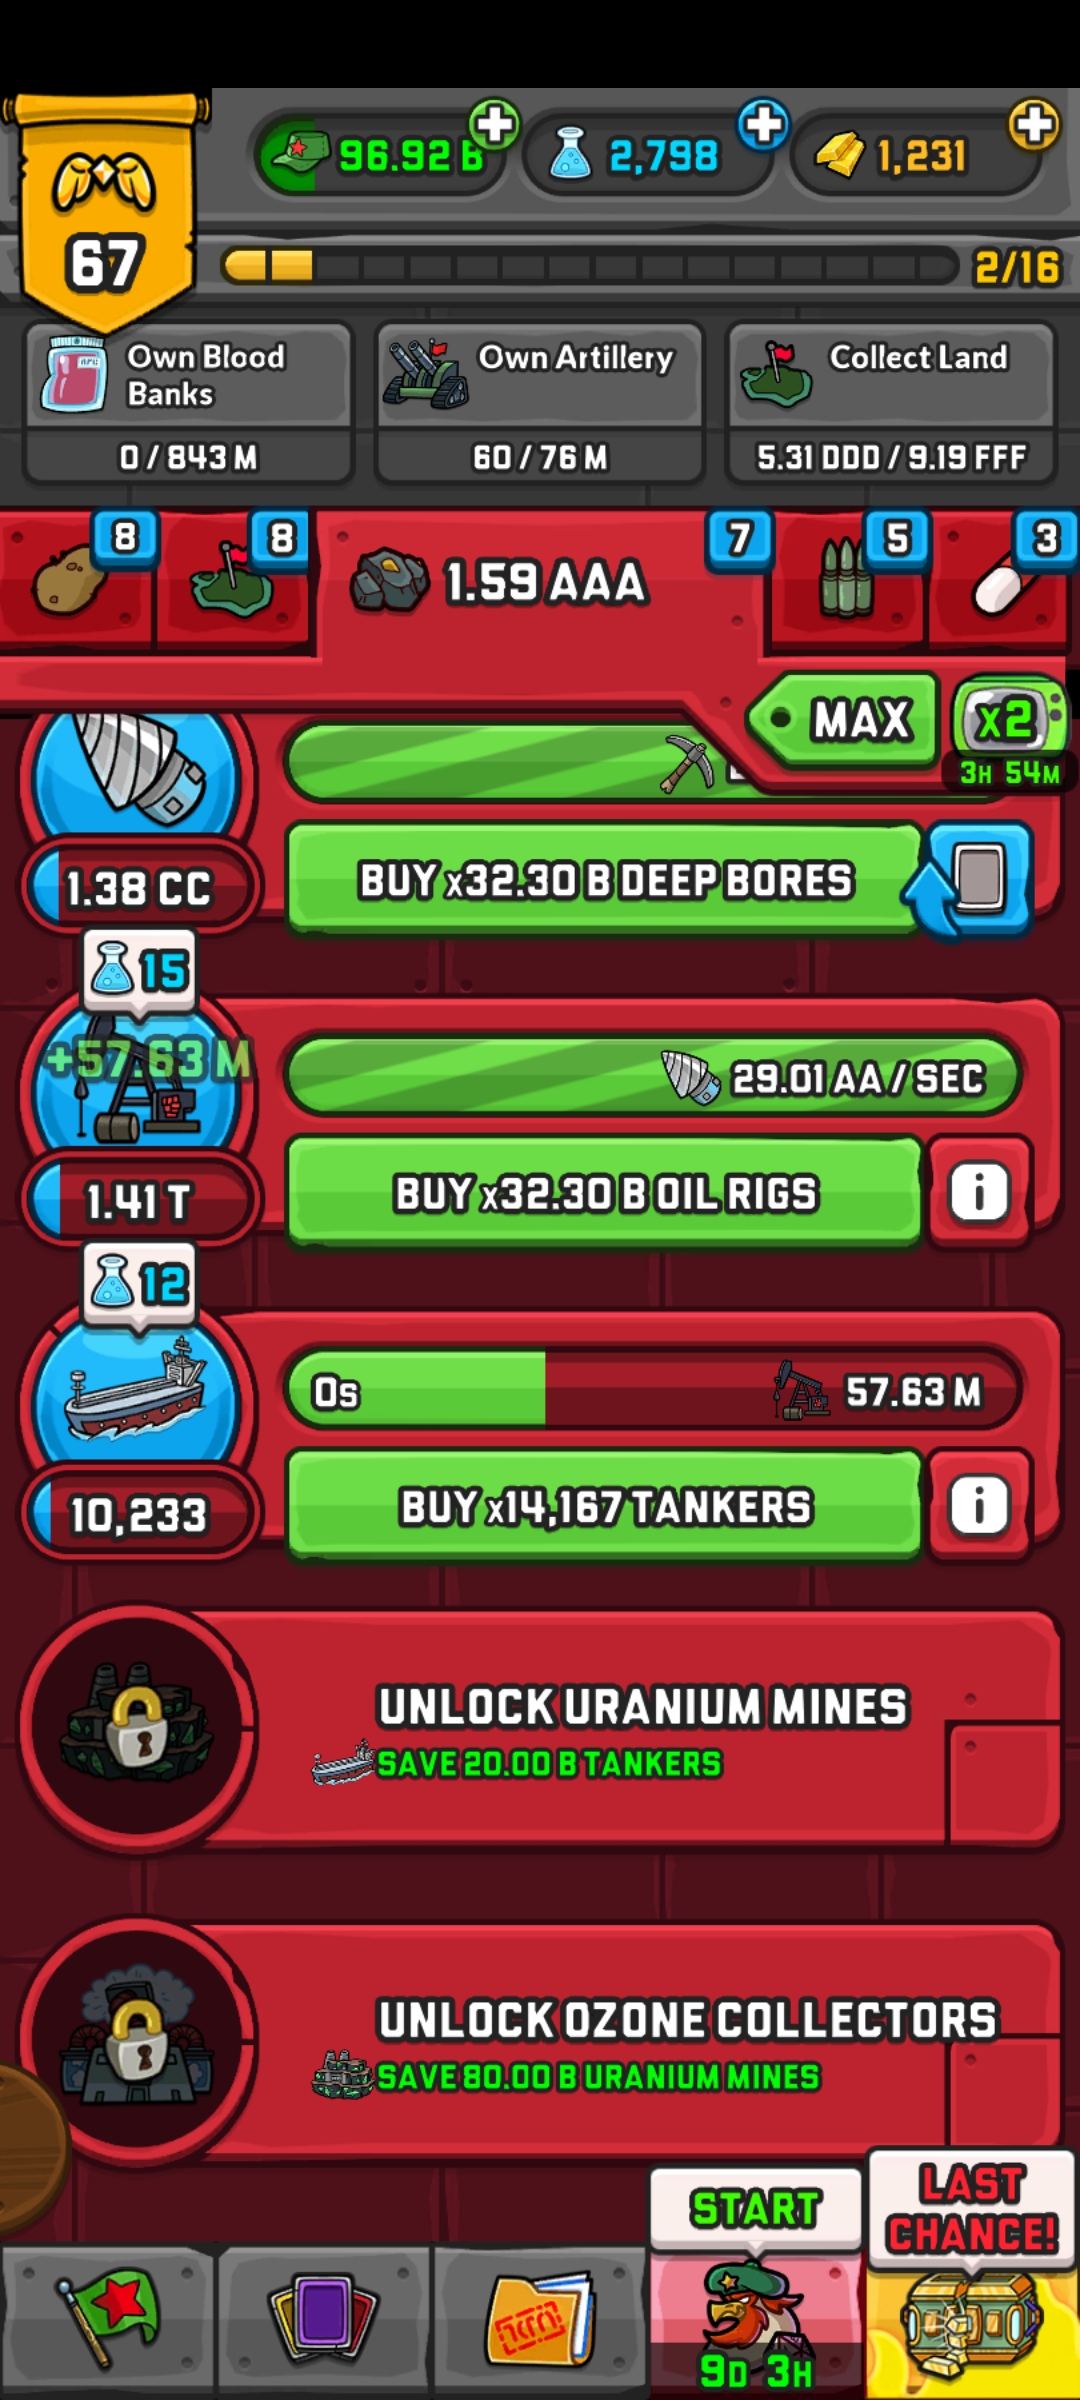 67
96.92 B
2,798
1,231
2/16
Own Blood
Banks
0 / 843 M
Own Artillery
60 / 76 M
Collect Land
5.31 DDD / 9.19 FFF
8
8
1.59 AAA
7
5
3
MAX
x2
3H 54M
1.38 CC
BUY x32.30 B DEEP BORES
15
+57.63 M
29.01 AA / SEC
1.41 T
BUY x32.30 B OIL RIGS
12
0s
57.63 M
10,233
BUY x14,167 TANKERS
UNLOCK URANIUM MINES
SAVE 20.00 B TANKERS
UNLOCK OZONE COLLECTORS
SAVE 80.00 B URANIUM MINES
START
LAST
CHANCE!
9D 3H